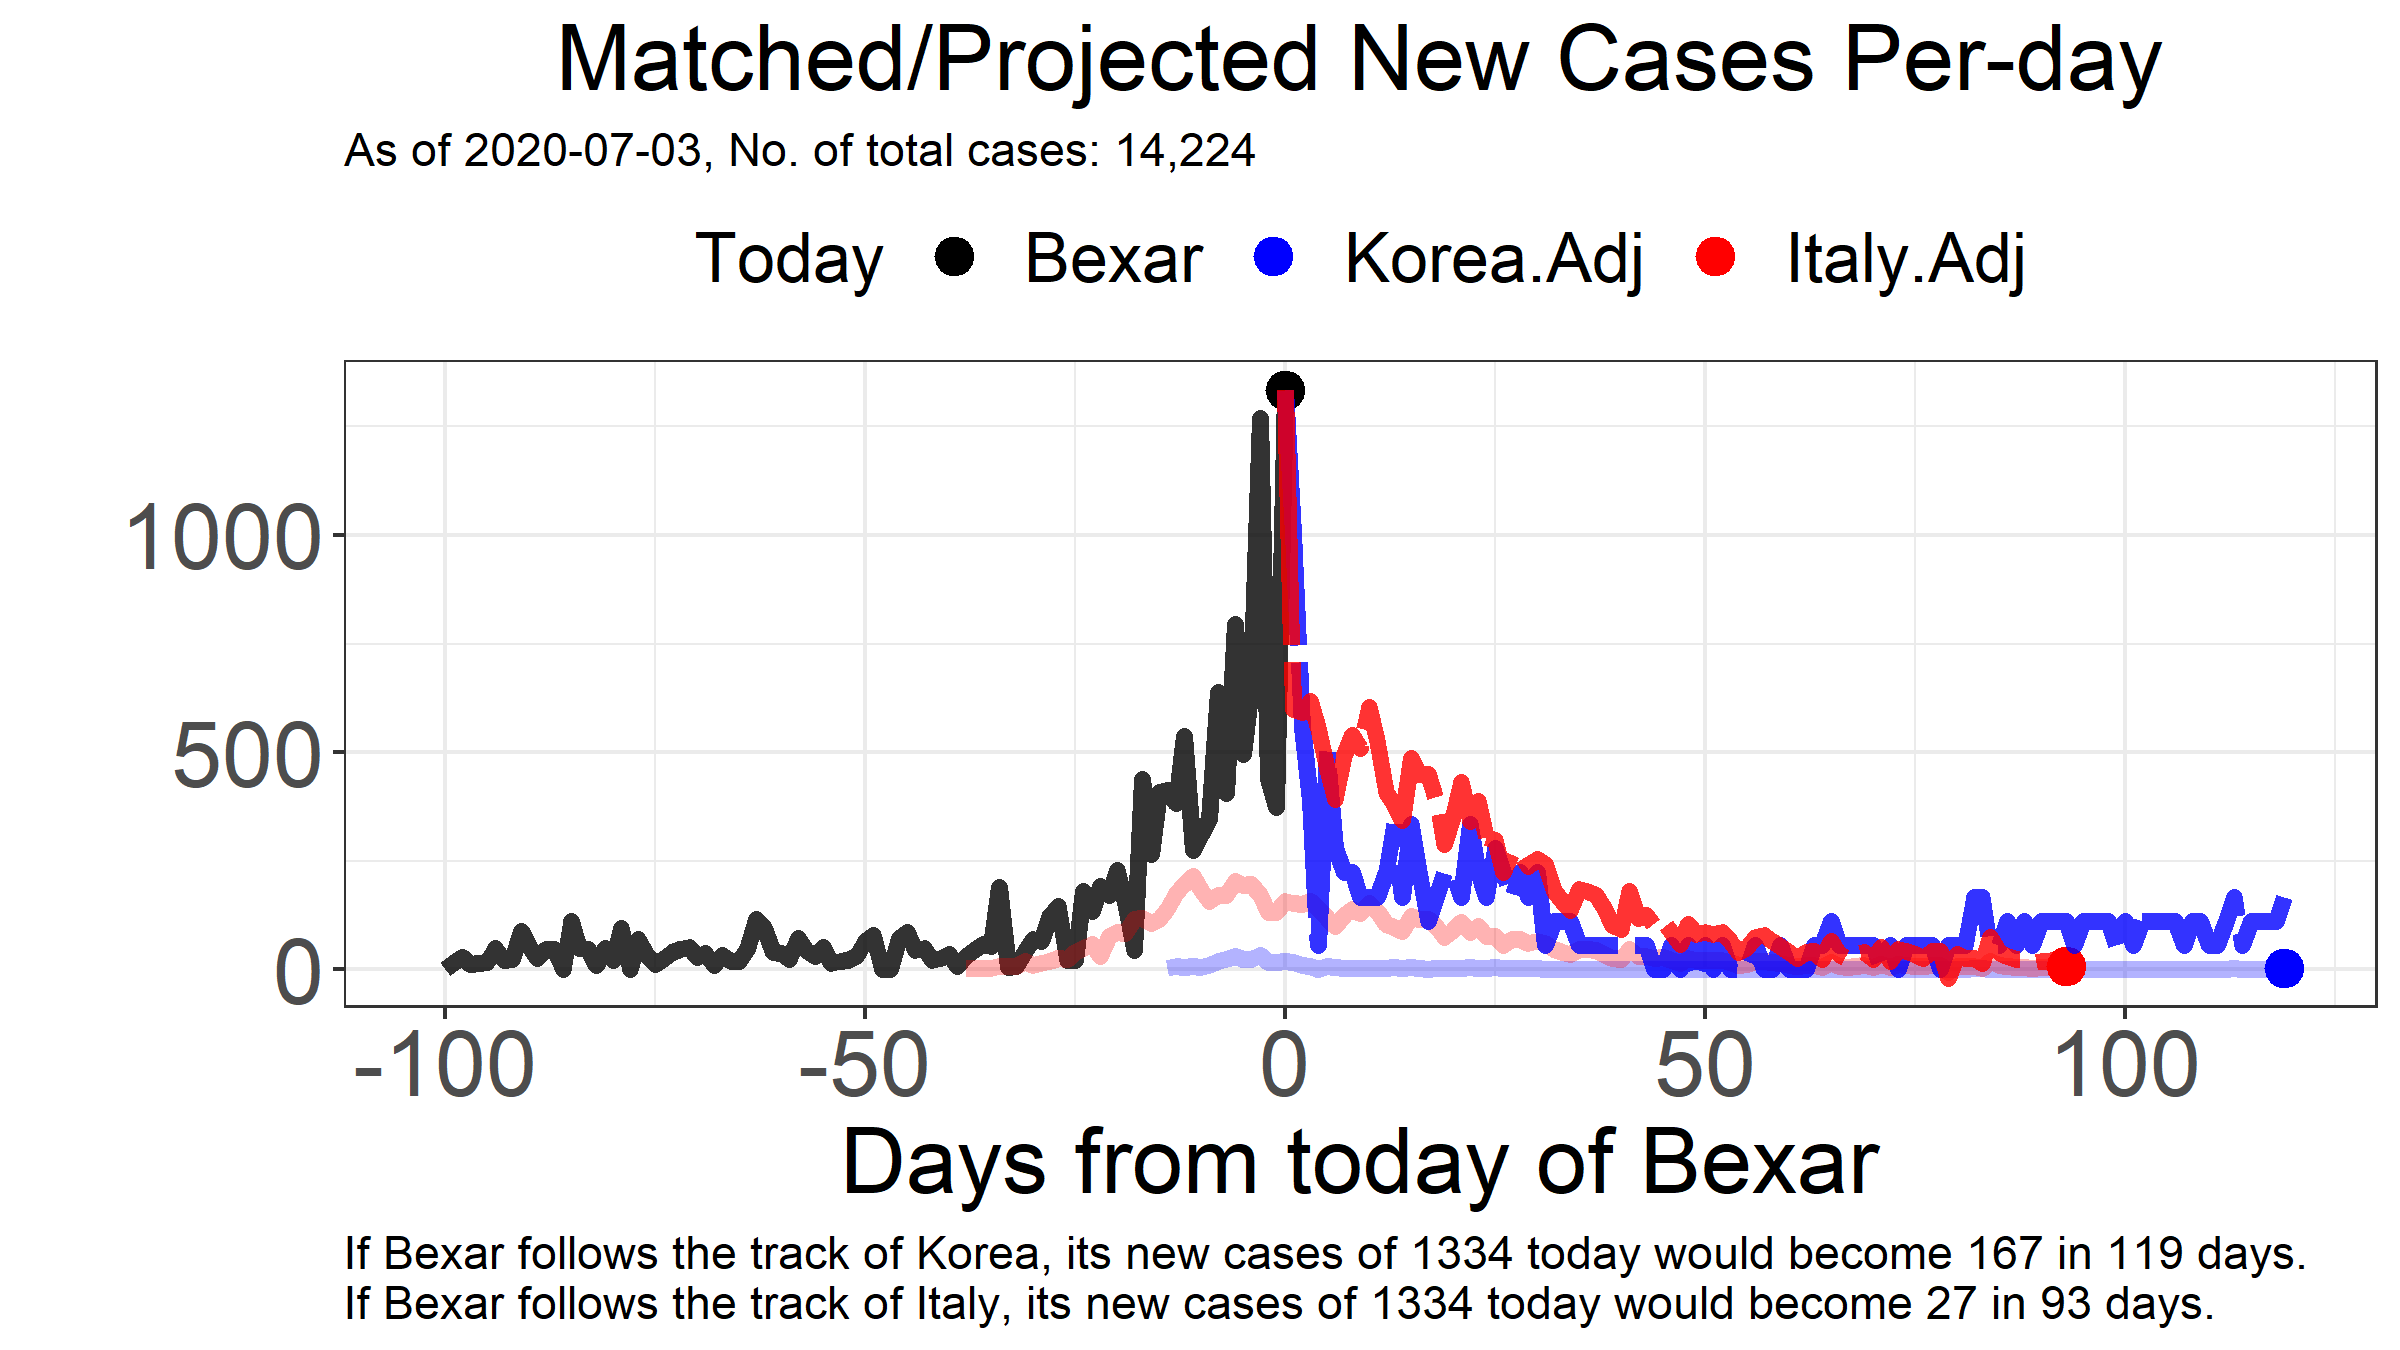 Matched/Projected New Cases Per-day
As of 2020-07-03, No. of total cases: 14,224
Today Bexar Korea.Adj Italy.Adj
1000
500
0
-100 -50 0 50 100
Days from today of Bexar
If Bexar follows the track of Korea, its new cases of 1334 today would become 167 in 119 days.
If Bexar follows the track of Italy, its new cases of 1334 today would become 27 in 93 days.